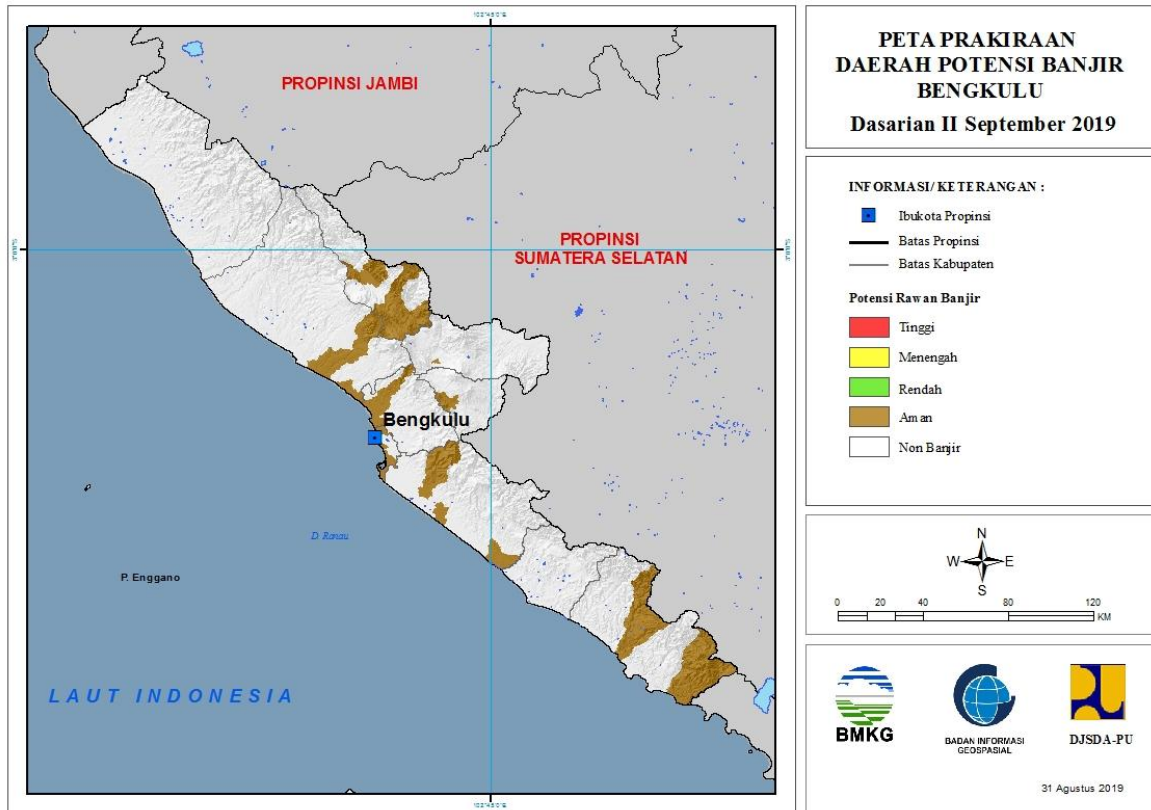 PROPINSI JAMBI
PROPINSI
SUMATERA SELATAN
Bengkulu
D. Ranau
P. Enggano
LAUT INDONESIA
PETA PRAKIRAAN
DAERAH POTENSI BANJIR
BENGKULU
Dasarian II September 2019
INFORMASI/ KETERANGAN :
Ibukota Propinsi
Batas Propinsi
Batas Kabupaten
Potensi Rawan Banjir
Tinggi
Menengah
Rendah
Aman
Non Banjir
N
W E
S
0 20 40 80 120
KM
BMKG
BADAN INFORMASI
GEOSPASIAL
DJSDA-PU
31 Agustus 2019